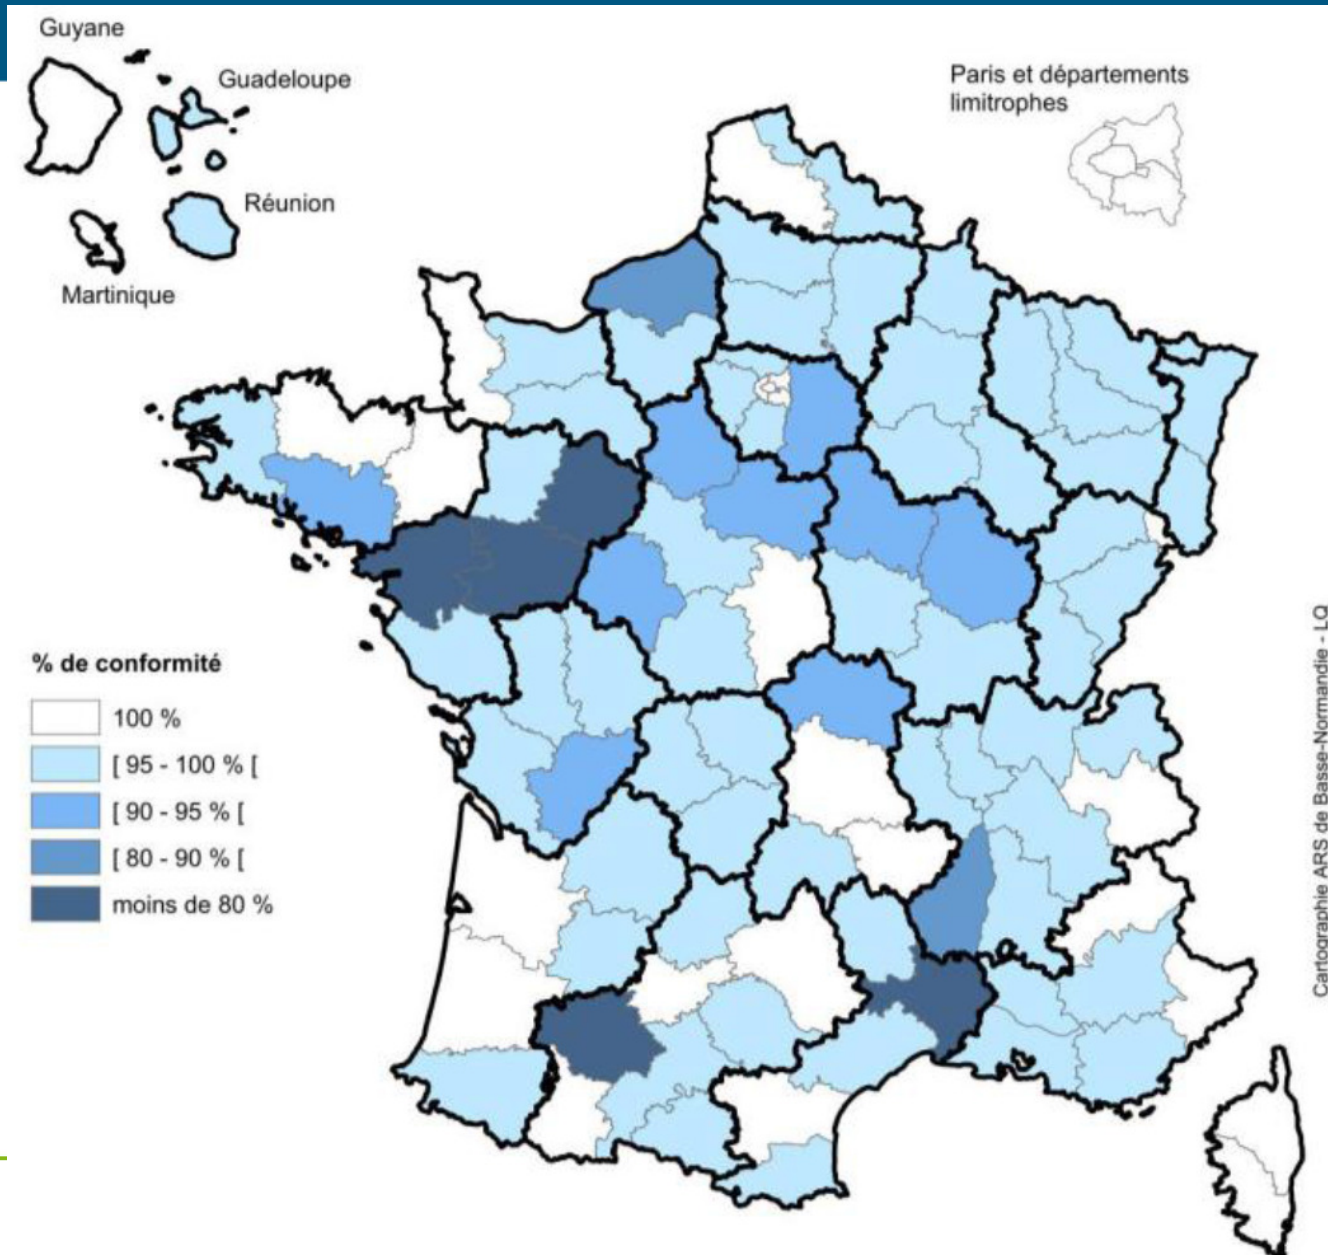 Guyane
Guadeloupe
Réunion
Martinique
Paris et départements
limitrophes
% de conformité
100 %
[ 95 - 100 % [
[ 90 - 95 % [
[ 80 - 90 % [
moins de 80 %
Cartographie ARS de Basse-Normandie - LQ